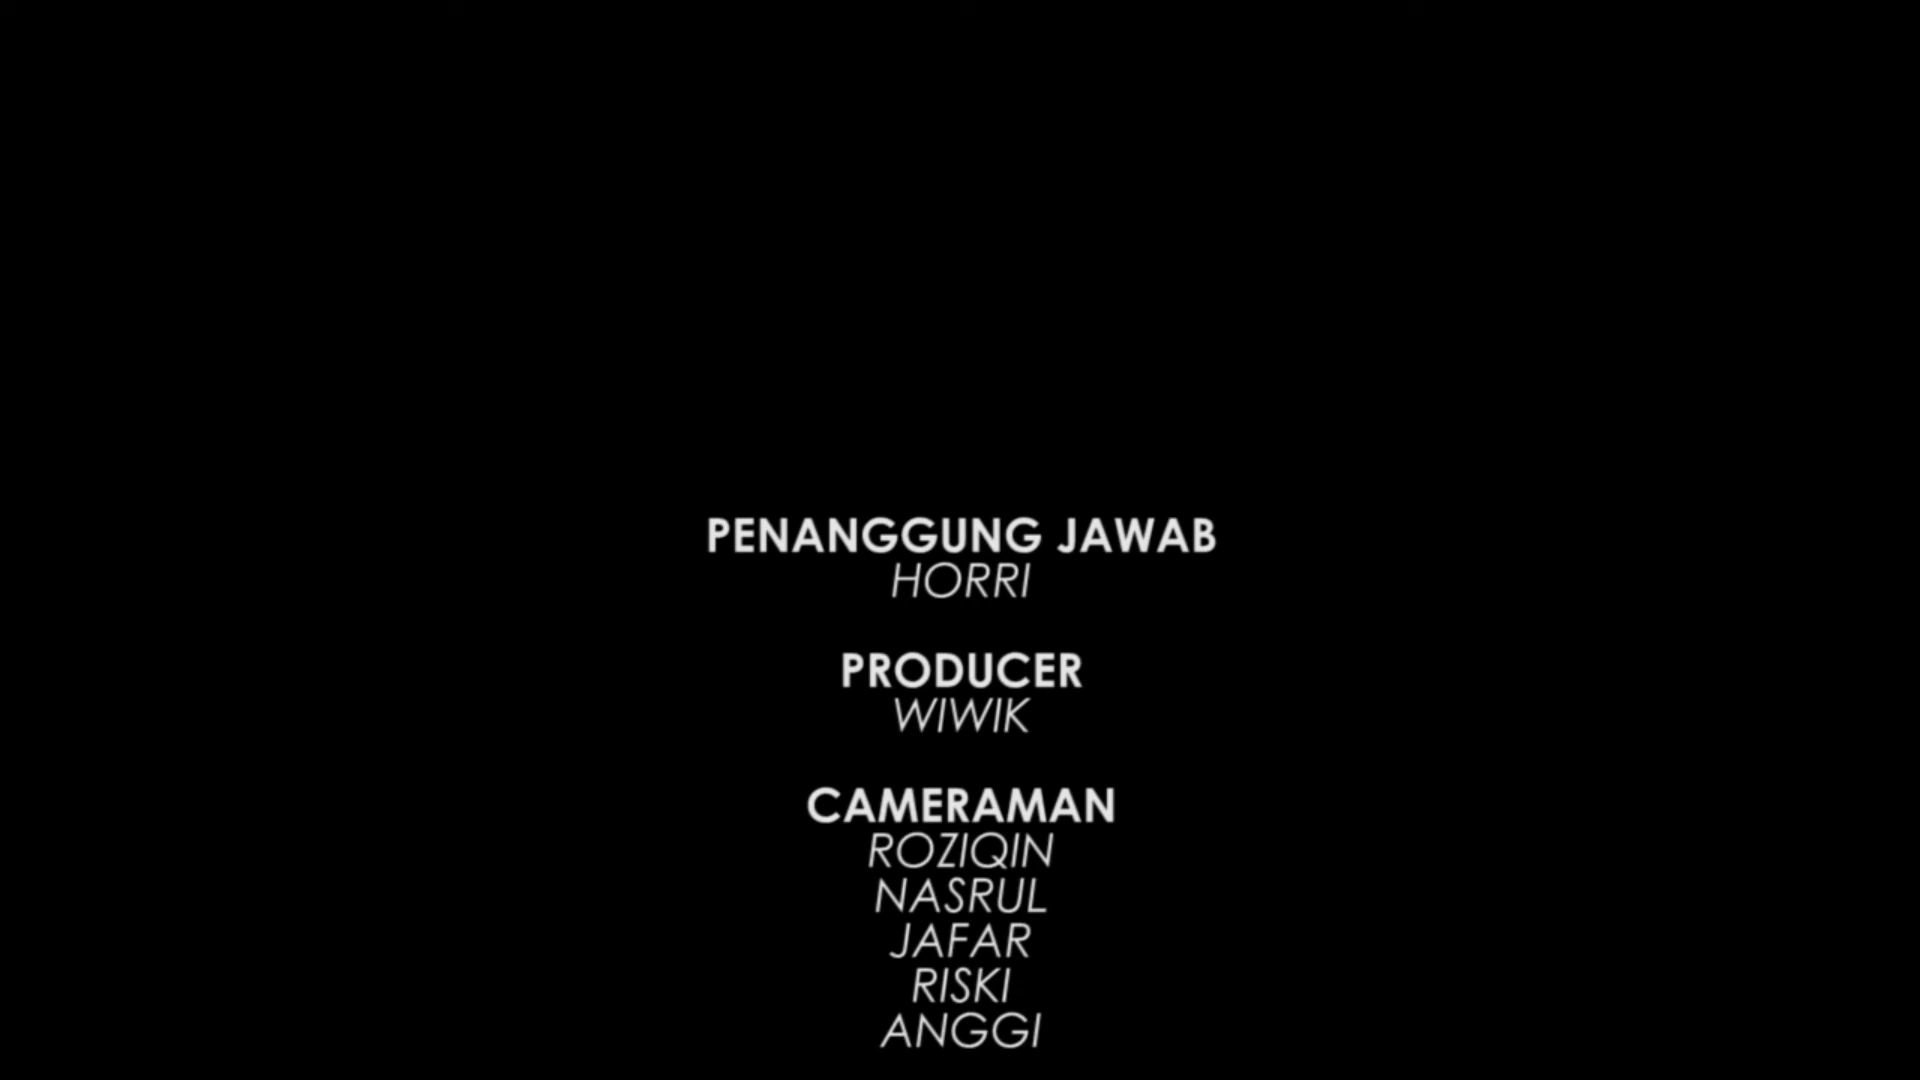 PENANGGUNG JAWAB
HORRI
PRODUCER
WIWIK
CAMERAMAN
ROZIQIN
NASRUL
JAFAR
RISKI
ANGGI